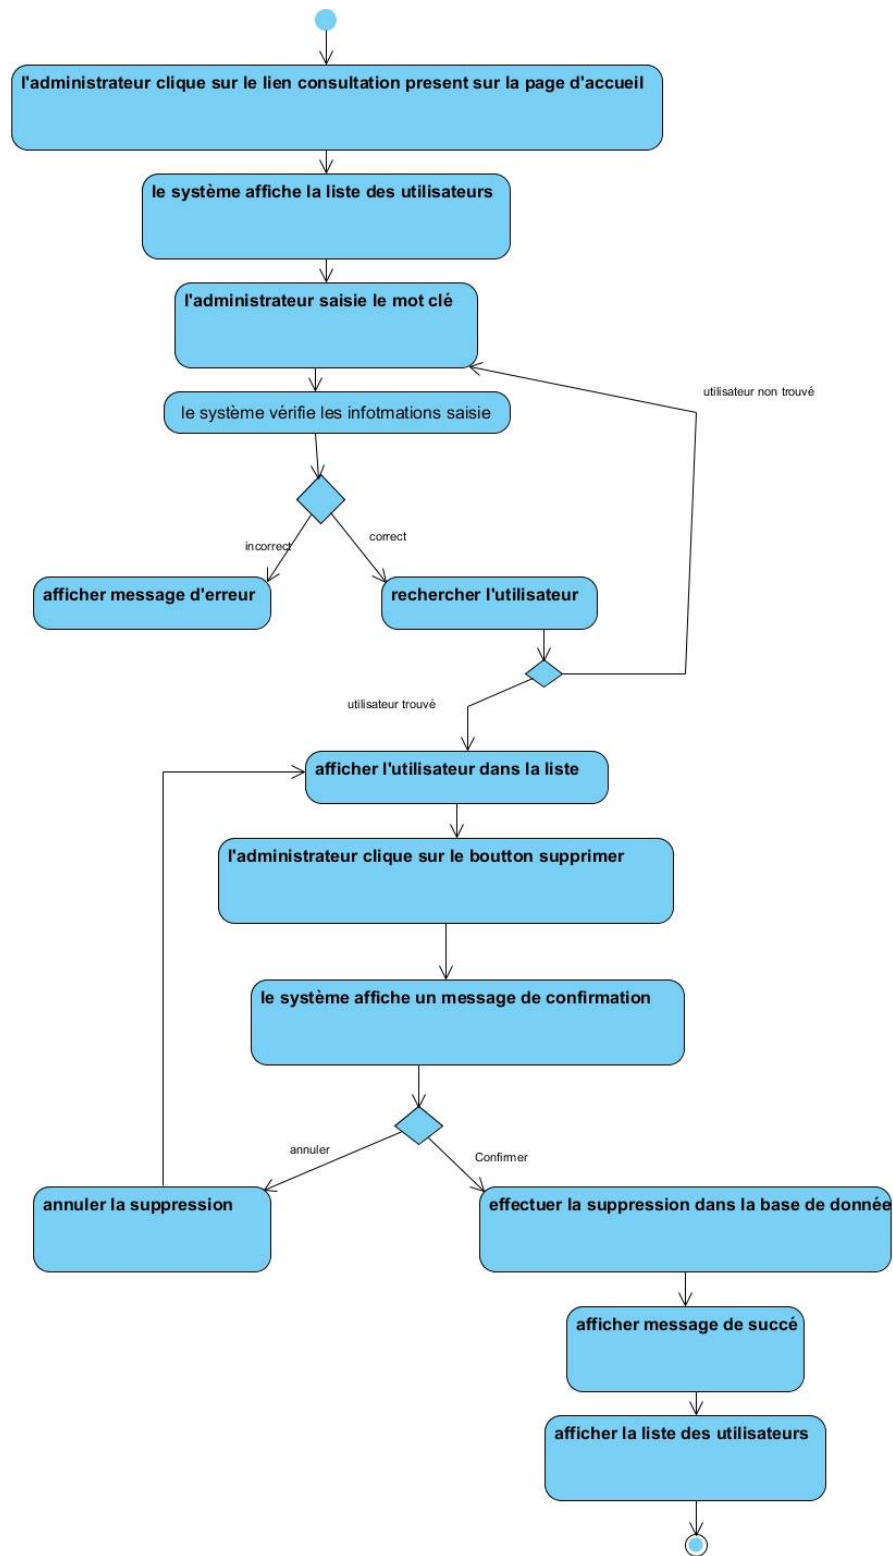 l'administrateur clique sur le lien consultation present sur la page d'accueil
le système affiche la liste des utilisateurs
l'administrateur saisie le mot clé
utilisateur non trouvé
le système vérifie les infotmations saisie
incorrect
correct
afficher message d'erreur
rechercher l'utilisateur
utilisateur trouvé
afficher l'utilisateur dans la liste
l'administrateur clique sur le boutton supprimer
le système affiche un message de confirmation
annuler
Confirmer
annuler la suppression
effectuer la suppression dans la base de donnée
afficher message de succé
afficher la liste des utilisateurs